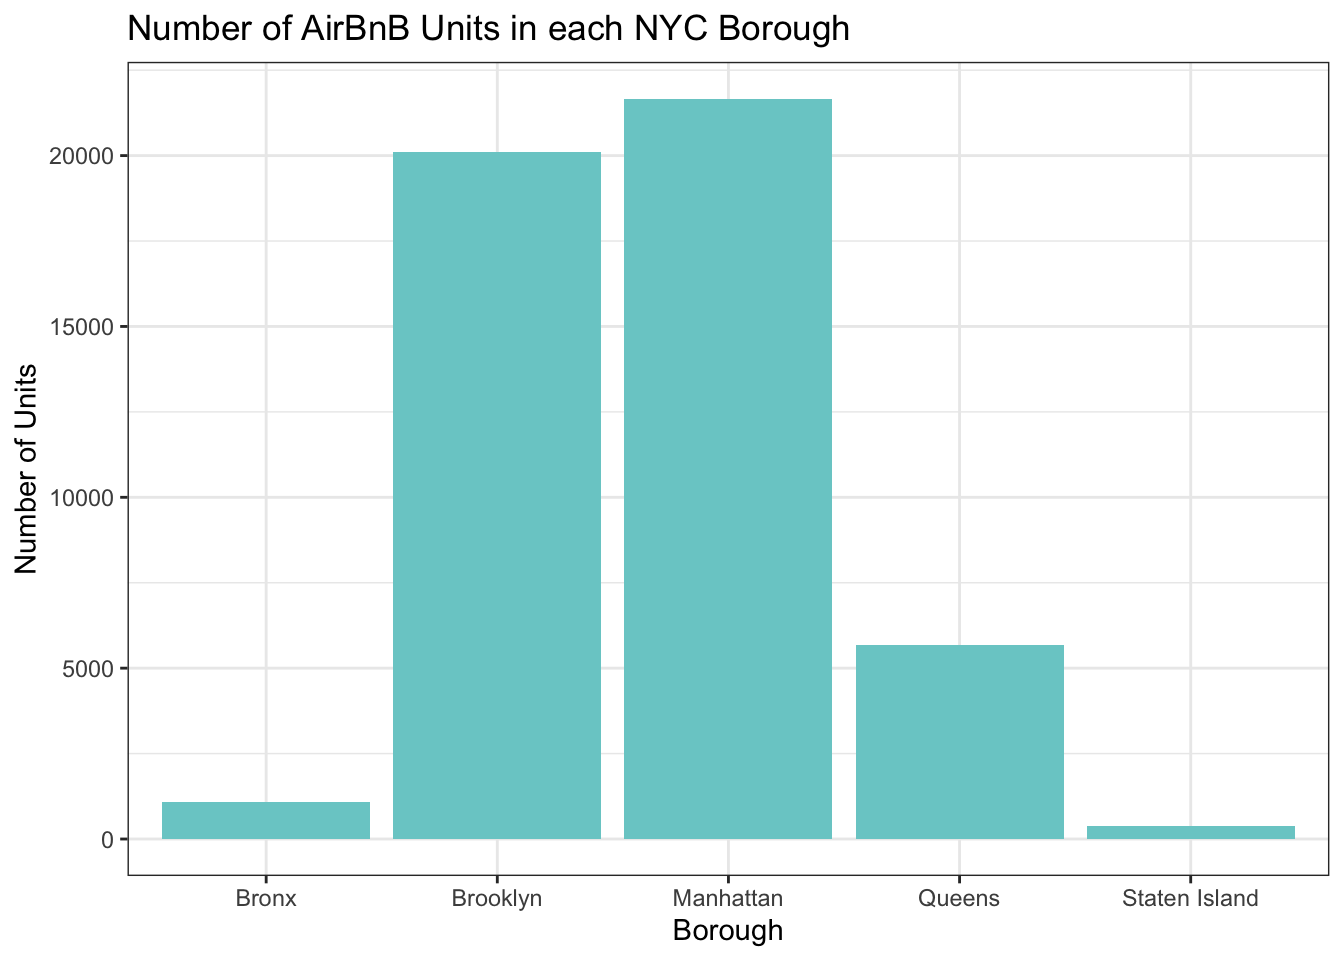 Number of AirBnB Units in each NYC Borough
Number of Units
20000
15000
10000
5000
0
Bronx
Brooklyn
Manhattan
Queens
Staten Island
Borough